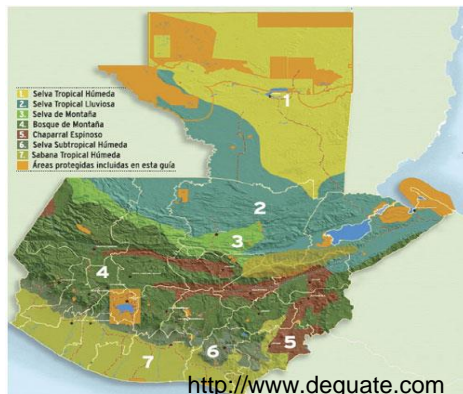 1. Selva Tropical Húmeda
2. Selva Tropical Lluviosa
3. Selva de Montaña
4. Bosque de Montaña
5. Chaparral Espinoso
6. Selva Subtropical Húmeda
7. Sabana Tropical Húmeda
Áreas protegidas incluidas en esta guía
1
2
3
4
5
6
7
http://www.deguate.com